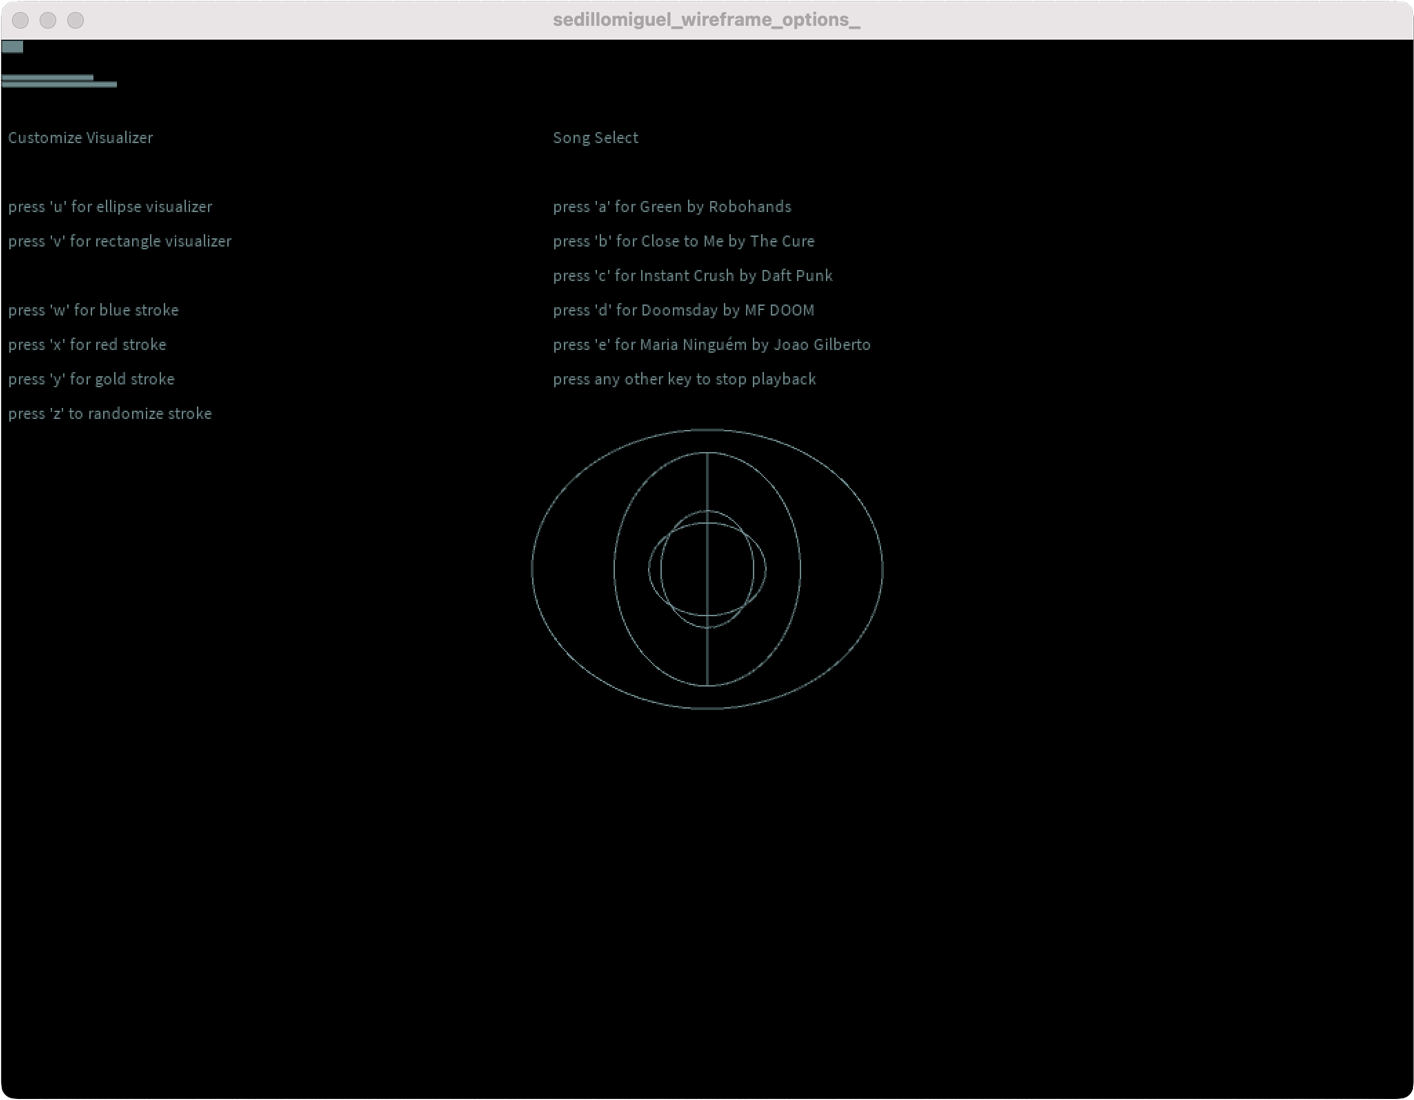 sedillomiguel_wireframe_options_
Customize Visualizer
press 'u' for ellipse visualizer
press 'v' for rectangle visualizer
press 'w' for blue stroke
press 'x' for red stroke
press 'y' for gold stroke
press 'z' to randomize stroke
Song Select
press 'a' for Green by Robohands
press 'b' for Close to Me by The Cure
press 'c' for Instant Crush by Daft Punk
press 'd' for Doomsday by MF DOOM
press 'e' for Maria Ninguém by Joao Gilberto
press any other key to stop playback